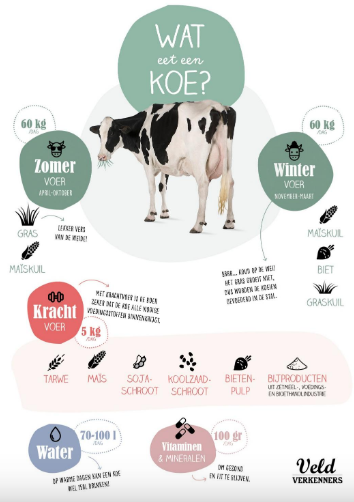 WAT
eet een
KOE?
60 kg
/DAG
60 kg
/DAG
Zomer
VOER
APRIL-OKTOBER
Winter
VOER
NOVEMBER-MAART
GRAS
LEKKER VERS
VAN DE WEIDE!
MAÏSKUIL
MAÏSKUIL
BIET
GRASKUIL
BRRR... KOUD OP DE WEI!
HET GRAS GROEIT NIET,
DUS WORDEN DE KOEIEN
GEVOEDERD IN DE STAL.
MET KRACHTVOER IS DE BOER
ZEKER DAT DE KOE ALLE NODIGE
VOEDINGSSTOFFEN BINNENKRIJGT.
Kracht
VOER
5 kg
/DAG
TARWE
MAÏS
SOJA-
SCHROOT
KOOLZAAD-
SCHROOT
BIETEN-
PULP
BIJPRODUCTEN
UIT ZETMEEL-, VOEDINGS-
EN BIOETHANOLINDUSTRIE
Water
70-100 l
/DAG
OP WARME DAGEN KAN EEN KOE
WEL 180L DRINKEN!
Vitaminen
& MINERALEN
100 gr
/DAG
OM GEZOND
EN FIT TE BLIJVEN.
Veld
VERKENNERS